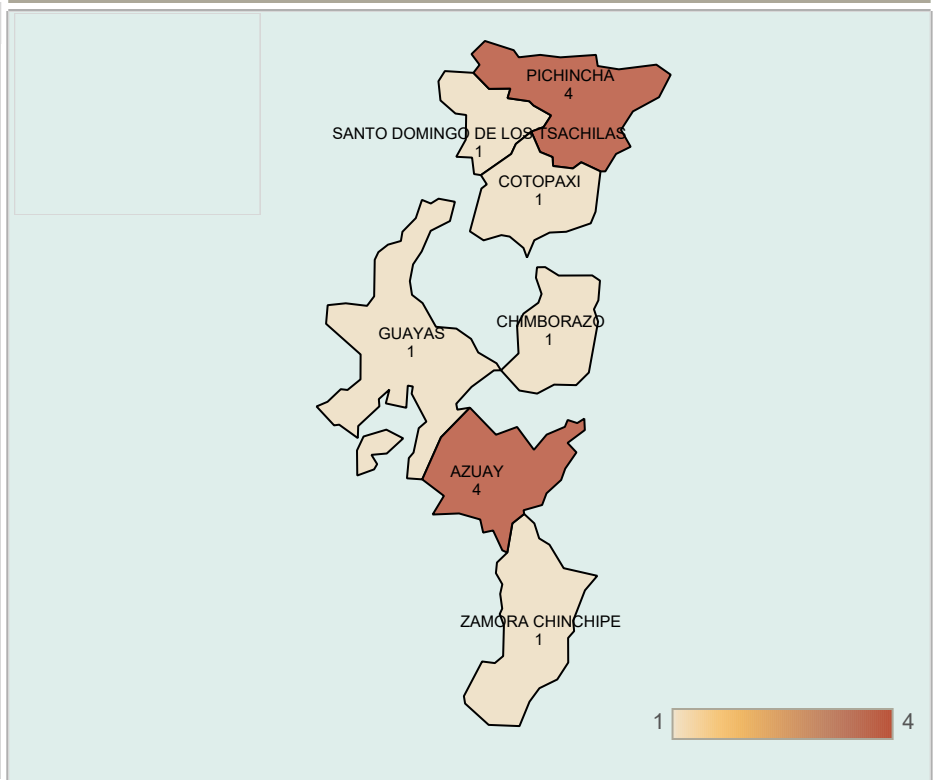 PICHINCHA
4
SANTO DOMINGO DE LOS TSACHILAS
1
COTOPAXI
1
CHIMBORAZO
1
GUAYAS
1
AZUAY
4
ZAMORA CHINCHIPE
1
1 4